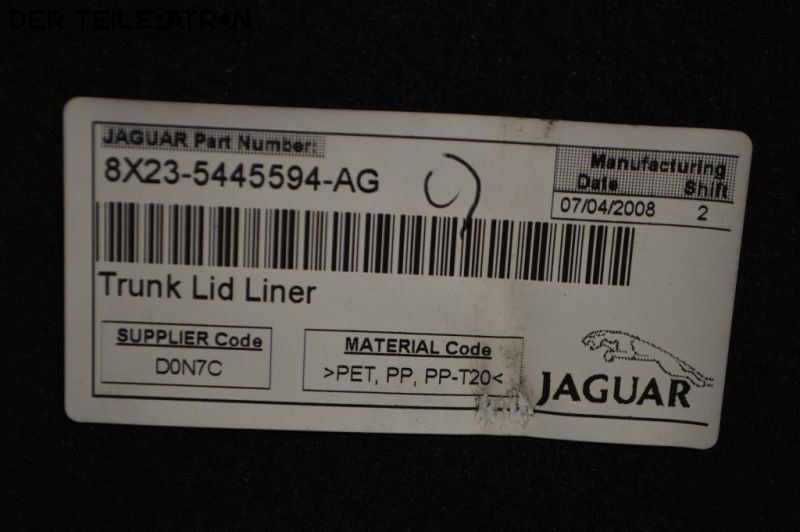 DER TEILEDATRON
JAGUAR Part Number:
8X23-5445594-AG
Manufacturing
Date Shift
07/04/2008 2
Trunk Lid Liner
SUPPLIER Code
D0N7C
MATERIAL Code
>PET, PP, PP-T20<
JAGUAR